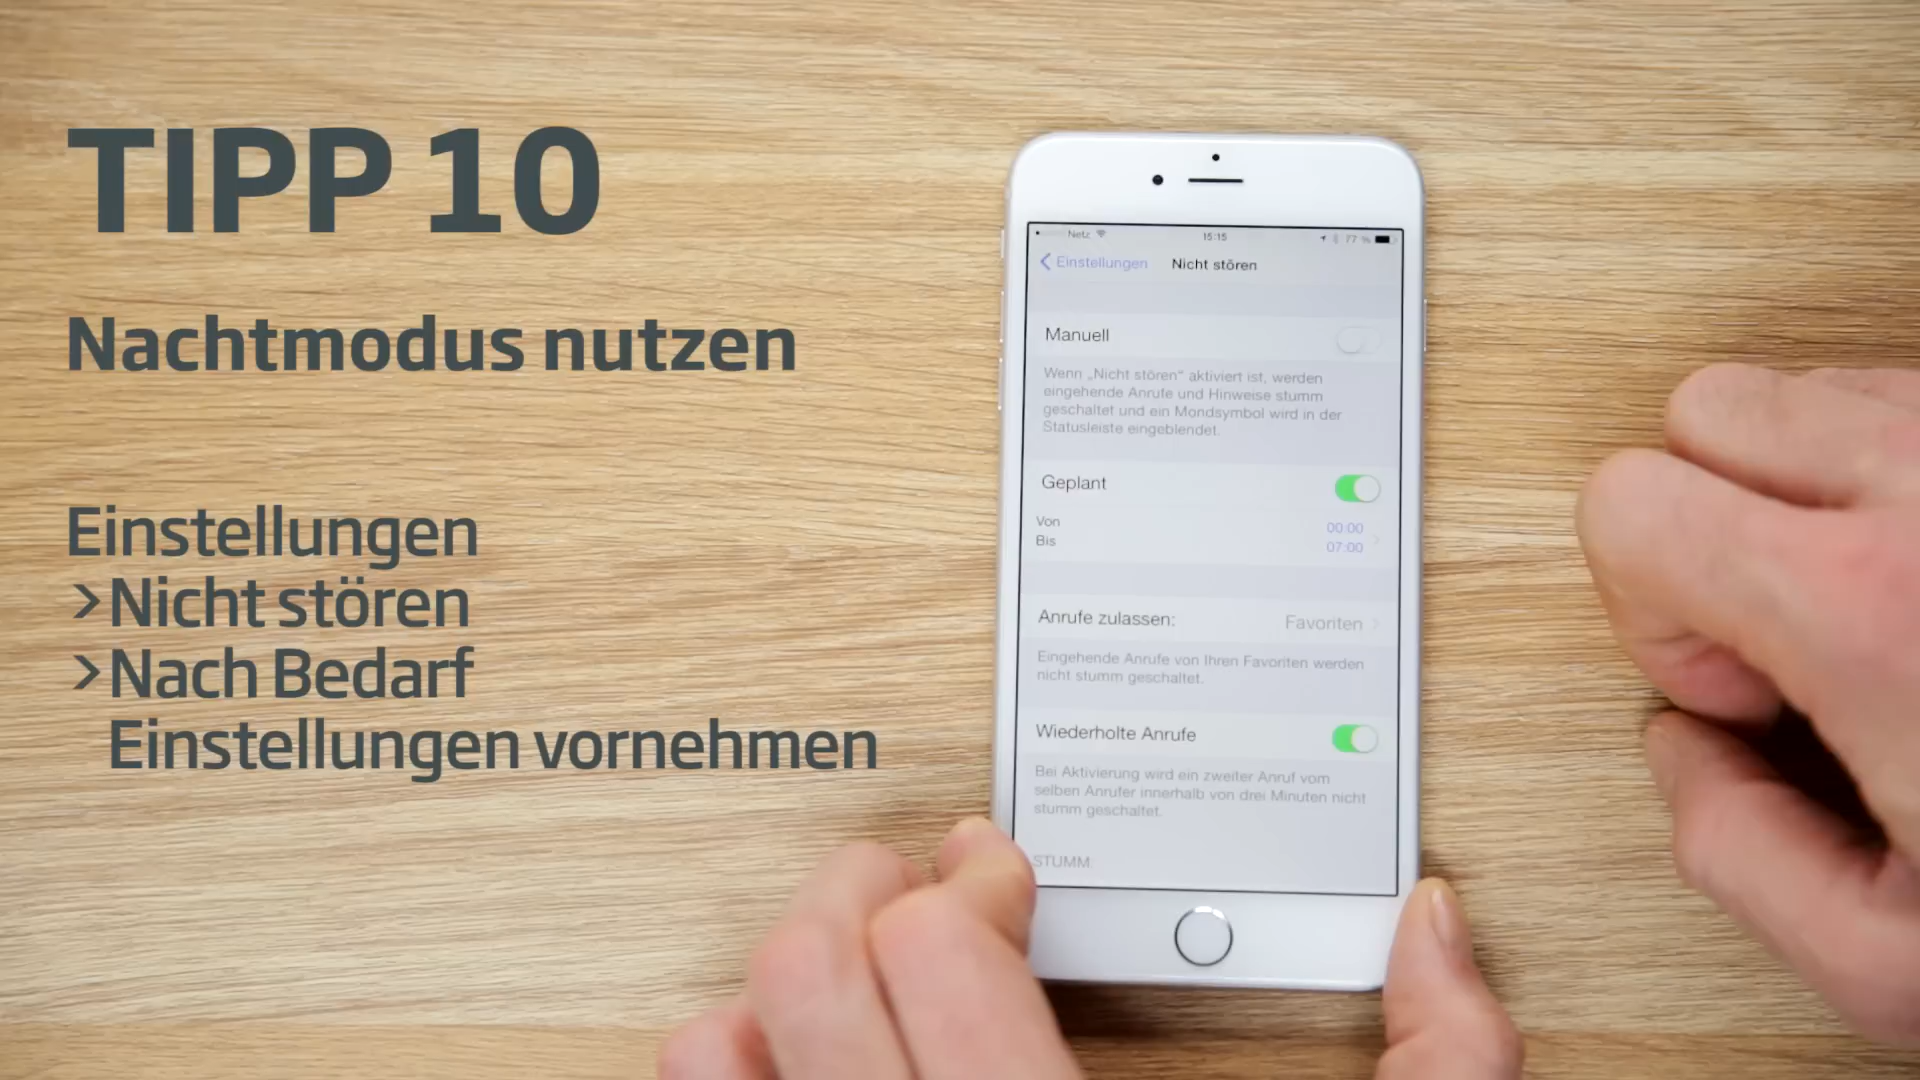 TIPP 10
Nachtmodus nutzen
Einstellungen
>Nicht stören
>Nach Bedarf
Einstellungen vornehmen
Netz
15:15
77 %
Einstellungen
Nicht stören
Manuell
Wenn „Nicht stören“ aktiviert ist, werden
eingehende Anrufe und Hinweise stumm
geschaltet und ein Mondsymbol wird in der
Statusleiste eingeblendet.
Geplant
Von 00:00
Bis 07:00
Anrufe zulassen: Favoriten
Eingehende Anrufe von Ihren Favoriten werden
nicht stumm geschaltet.
Wiederholte Anrufe
Bei Aktivierung wird ein zweiter Anruf vom
selben Anrufer innerhalb von drei Minuten nicht
stumm geschaltet.
STUMM: